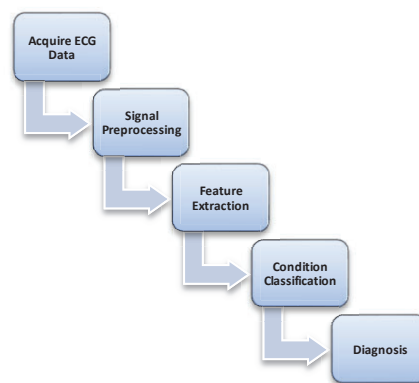 Acquire ECG
Data
Signal
Preprocessing
Feature
Extraction
Condition
Classification
Diagnosis